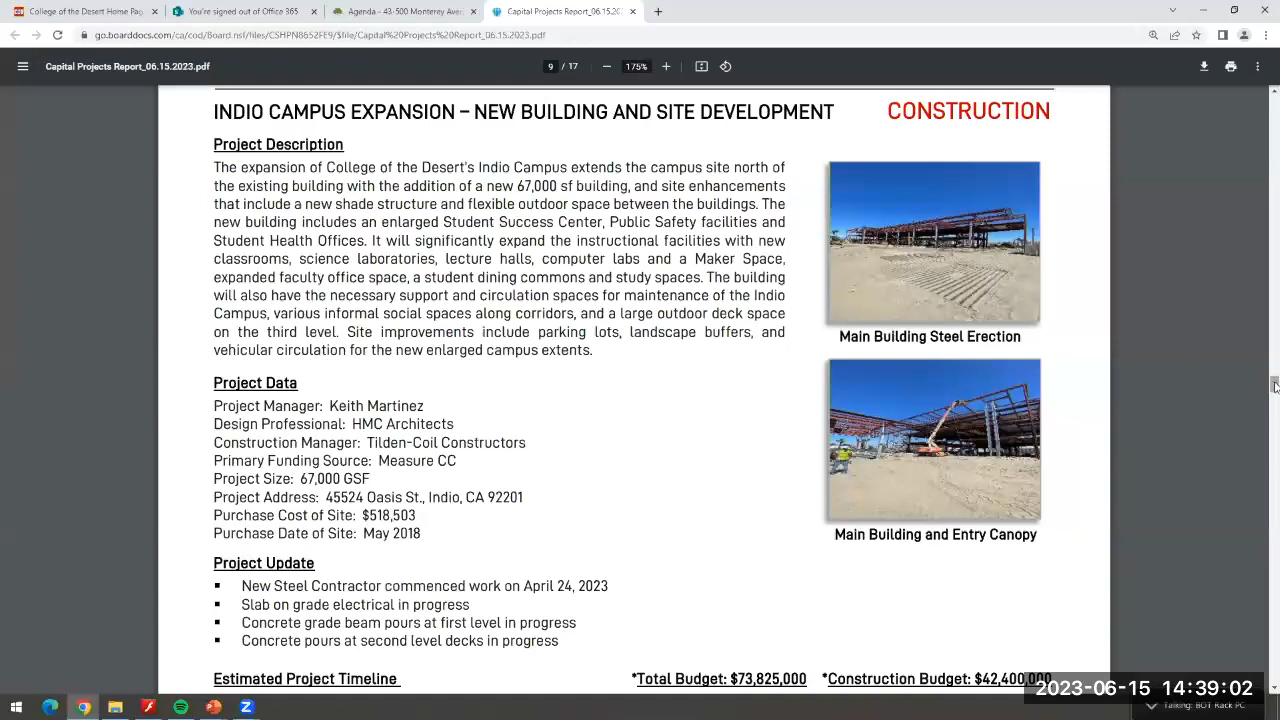 College of the Desert Home Pag
You're signed out of Office 365
Agenda – 43-500 Monterey Aven
Capital Projects Report_06.15.20
go.boarddocs.com/ca/cod/Board.nsf/files/CSHPN8652FE9/$file/Capital%20Projects%20Report_06.15.2023.pdf
Capital Projects Report_06.15.2023.pdf
9 / 17
175%
INDIO CAMPUS EXPANSION – NEW BUILDING AND SITE DEVELOPMENT CONSTRUCTION
Project Description
The expansion of College of the Desert's Indio Campus extends the campus site north of
the existing building with the addition of a new 67,000 sf building, and site enhancements
that include a new shade structure and flexible outdoor space between the buildings. The
new building includes an enlarged Student Success Center, Public Safety facilities and
Student Health Offices. It will significantly expand the instructional facilities with new
classrooms, science laboratories, lecture halls, computer labs and a Maker Space,
expanded faculty office space, a student dining commons and study spaces. The building
will also have the necessary support and circulation spaces for maintenance of the Indio
Campus, various informal social spaces along corridors, and a large outdoor deck space
on the third level. Site improvements include parking lots, landscape buffers, and
vehicular circulation for the new enlarged campus extents.
Main Building Steel Erection
Project Data
Project Manager: Keith Martinez
Design Professional: HMC Architects
Construction Manager: Tilden-Coil Constructors
Primary Funding Source: Measure CC
Project Size: 67,000 GSF
Project Address: 45524 Oasis St., Indio, CA 92201
Purchase Cost of Site: $518,503
Purchase Date of Site: May 2018
Main Building and Entry Canopy
Project Update
▪ New Steel Contractor commenced work on April 24, 2023
▪ Slab on grade electrical in progress
▪ Concrete grade beam pours at first level in progress
▪ Concrete pours at second level decks in progress
Estimated Project Timeline *Total Budget: $73,825,000 *Construction Budget: $42,400,000
2023-06-15 14:39:02
Talking: BOT Rack PC